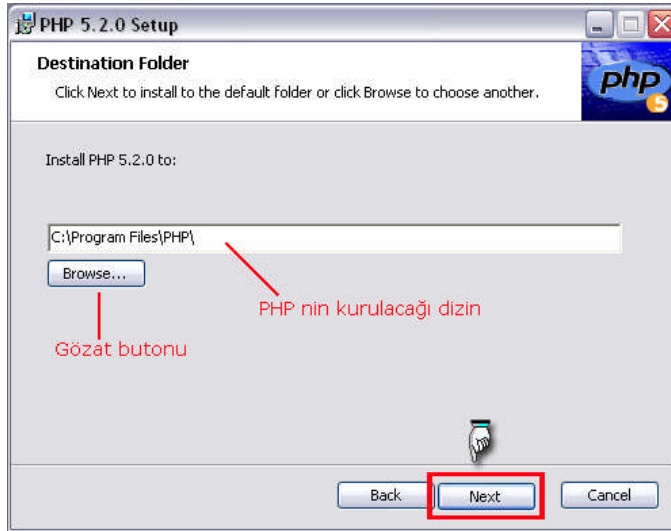 PHP 5.2.0 Setup
Destination Folder
Click Next to install to the default folder or click Browse to choose another.
php
5
Install PHP 5.2.0 to:
C:\Program Files\PHP\
Browse...
PHP nin kurulacağı dizin
Gözat butonu
Back
Next
Cancel